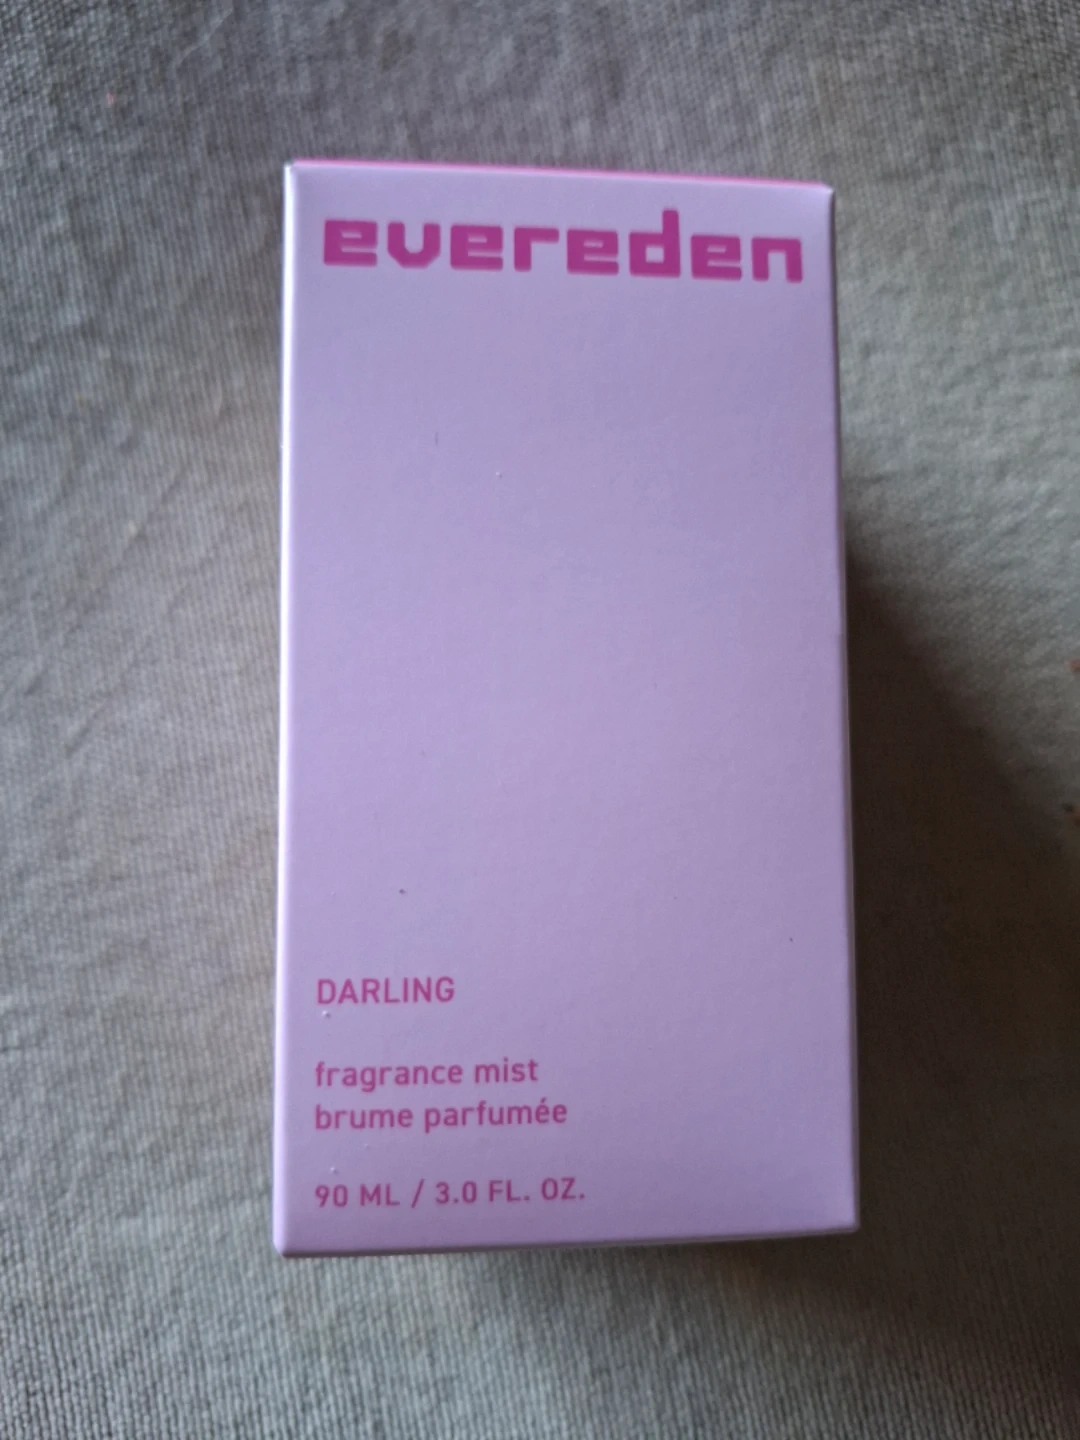 evereden
DARLING
fragrance mist
brume parfumée
90 ML / 3.0 FL. OZ.